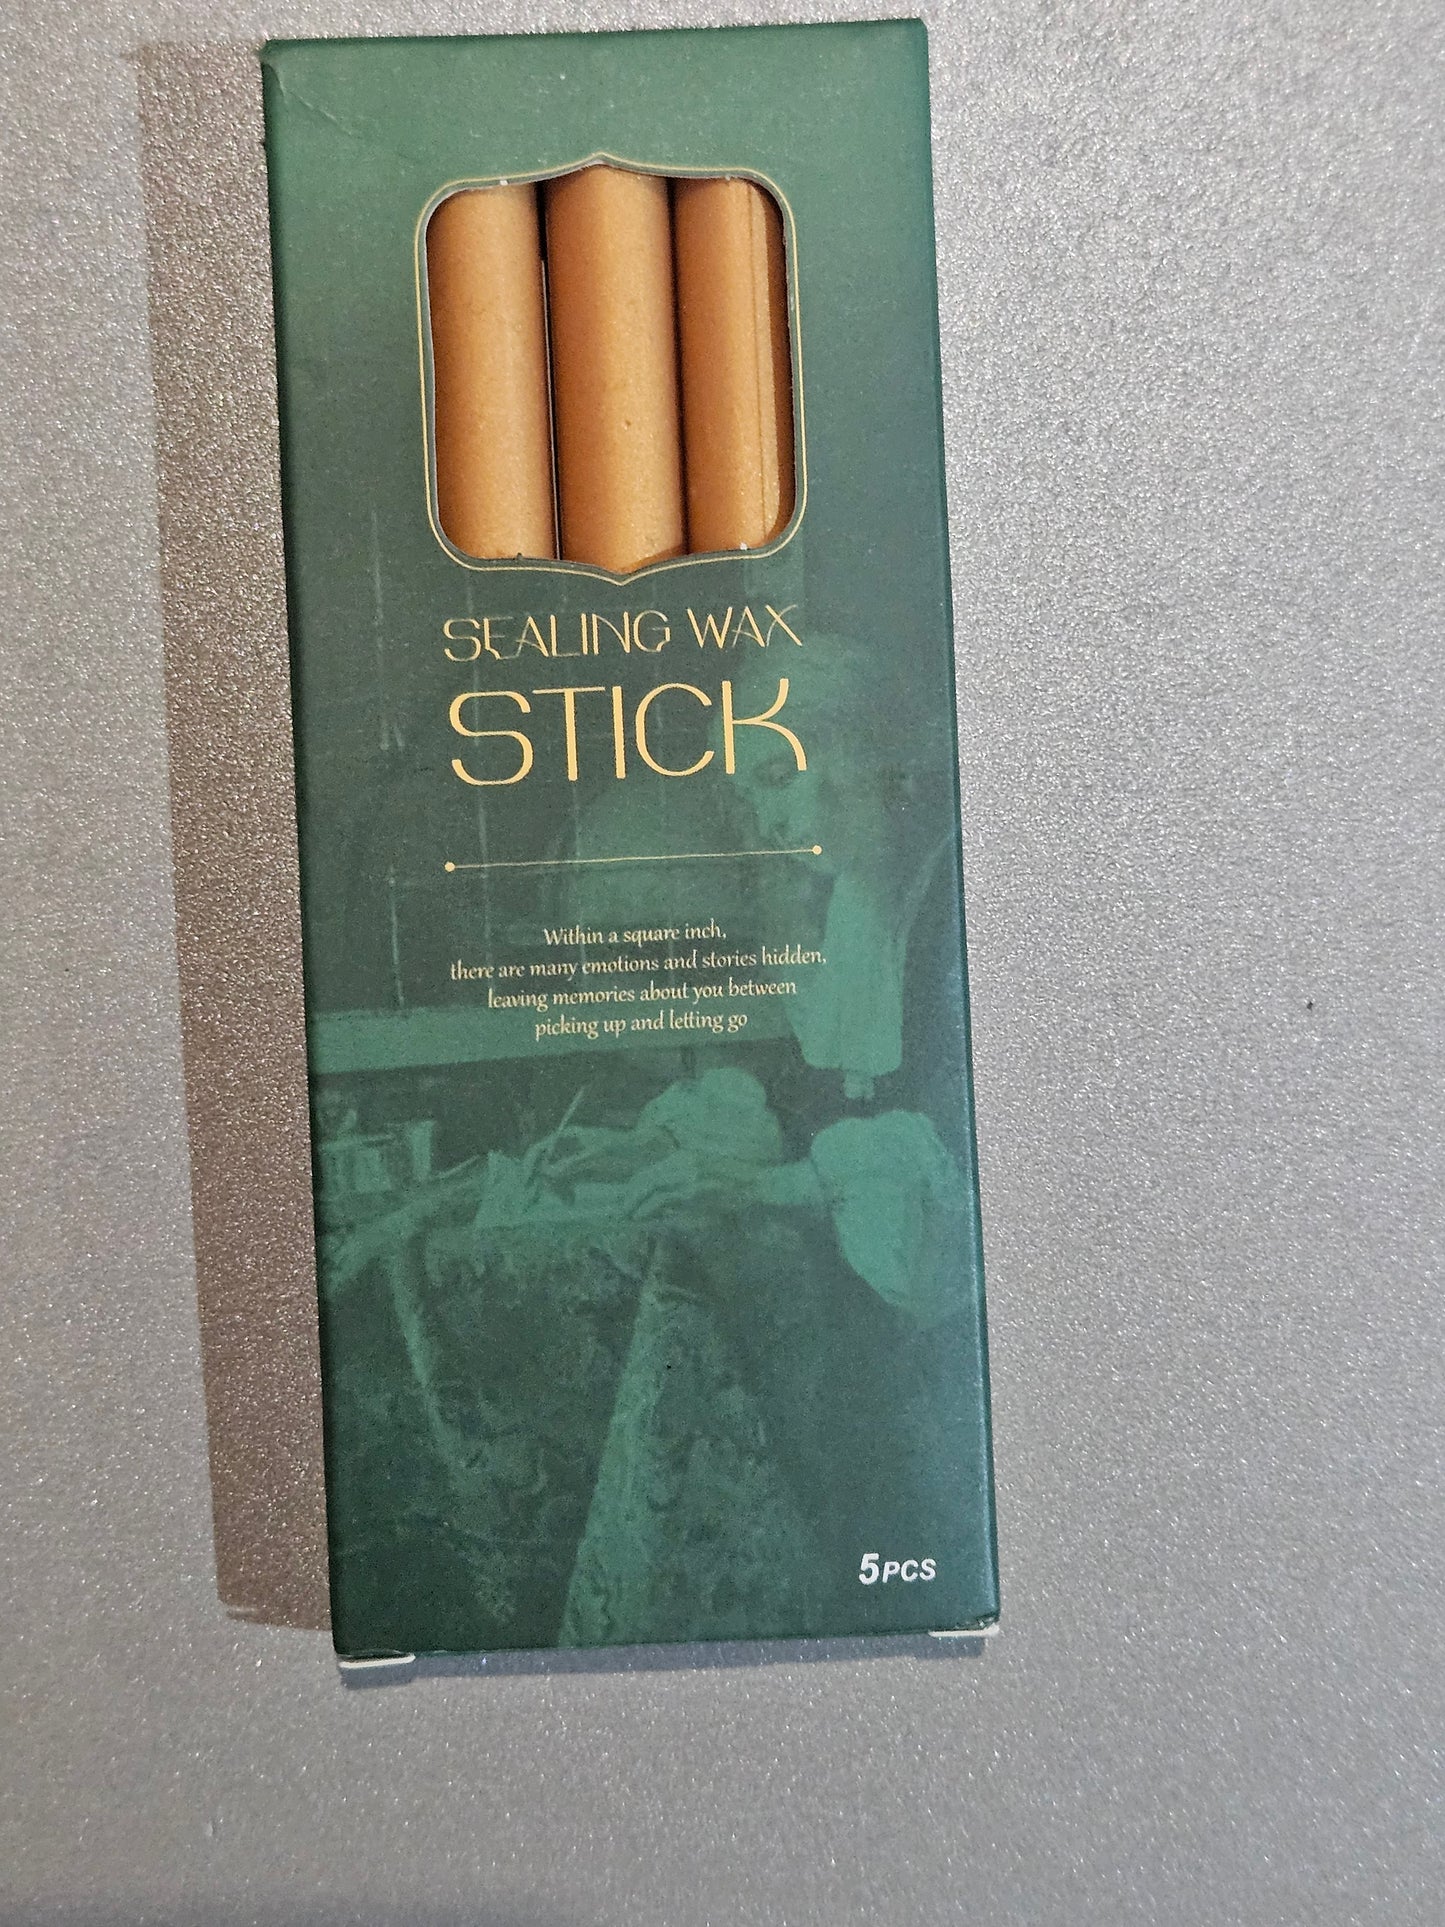 SEALING WAX
STICK
Within a square inch,
there are many emotions and stories hidden,
leaving memories about you between
picking up and letting go
5PCS